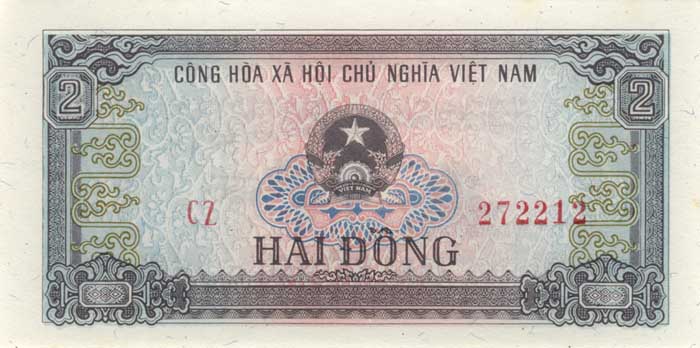 CÔNG HÒA XÃ HỘI CHỦ NGHĨA VIỆT NAM
2 2
VIỆT NAM
CZ 272212
HAI ĐỒNG